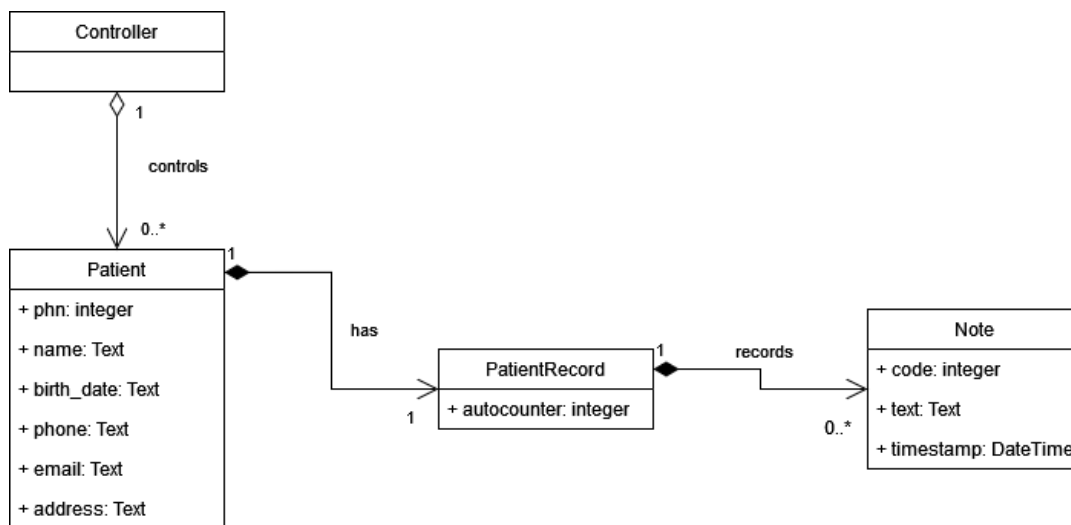 Controller
1
controls
0..*
Patient
+ phn: integer
+ name: Text
+ birth_date: Text
+ phone: Text
+ email: Text
+ address: Text
1
has
1
PatientRecord
+ autocounter: integer
1
records
0..*
Note
+ code: integer
+ text: Text
+ timestamp: DateTime